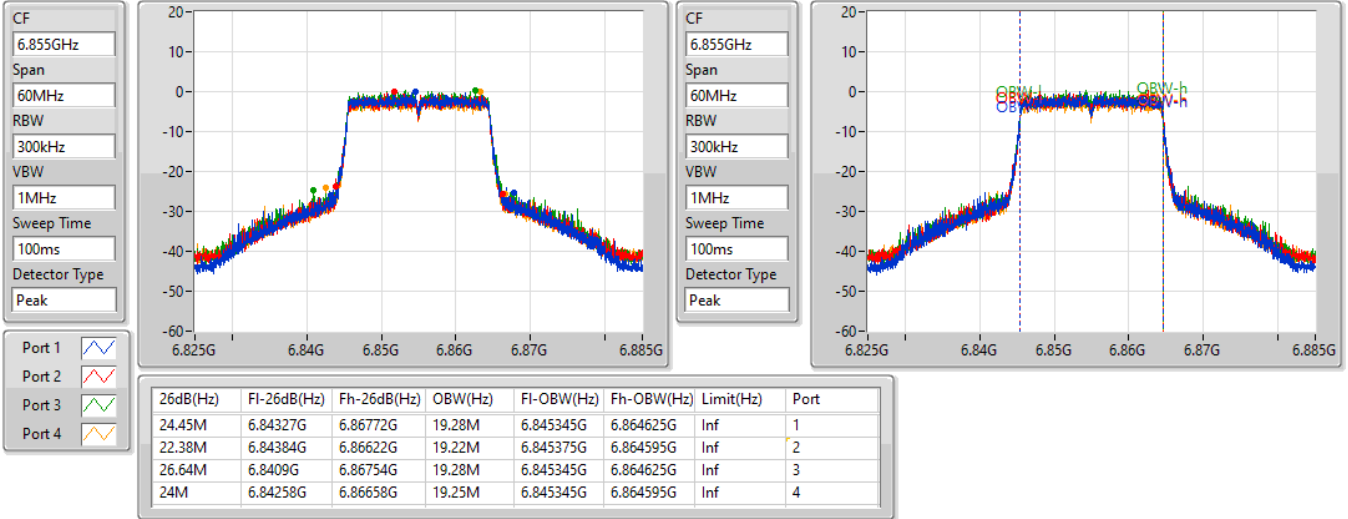 CF
6.855GHz
Span
60MHz
RBW
300kHz
VBW
1MHz
Sweep Time
100ms
Detector Type
Peak
20
10
0
-10
-20
-30
-40
-50
-60
6.825G 6.84G 6.85G 6.86G 6.87G 6.885G
CF
6.855GHz
Span
60MHz
RBW
300kHz
VBW
1MHz
Sweep Time
100ms
Detector Type
Peak
20
10
0
-10
-20
-30
-40
-50
-60
OBW-h
OBW-h
6.825G 6.84G 6.85G 6.86G 6.87G 6.885G
Port 1
Port 2
Port 3
Port 4
26dB(Hz) Fl-26dB(Hz) Fh-26dB(Hz) OBW(Hz) Fl-OBW(Hz) Fh-OBW(Hz) Limit(Hz) Port
24.45M 6.84327G 6.86772G 19.28M 6.845345G 6.864625G Inf 1
22.38M 6.84384G 6.86622G 19.22M 6.845375G 6.864595G Inf 2
26.64M 6.8409G 6.86754G 19.28M 6.845345G 6.864625G Inf 3
24M 6.84258G 6.86658G 19.25M 6.845345G 6.864595G Inf 4